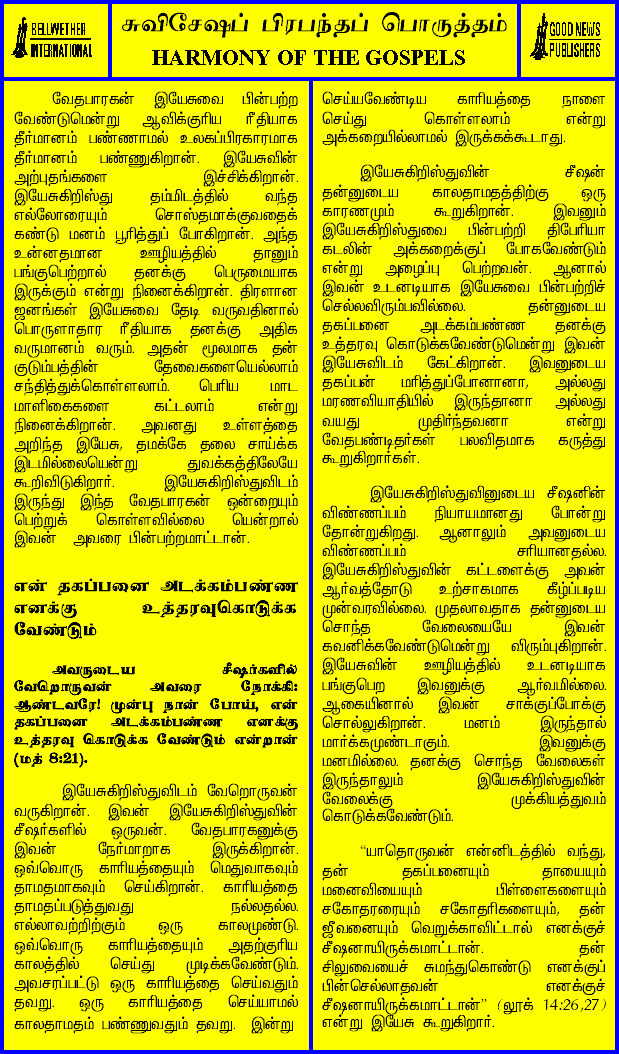 BELLWETHER
INTERNATIONAL
சுவிசேஷப் பிரபந்தப் பொருத்தம்
HARMONY OF THE GOSPELS
GOOD NEWS
PUBLISHERS
வேதபாரகன் இயேசுவை பின்பற்ற
வேண்டுமென்று ஆவிக்குரிய ரீதியாக
தீர்மானம் பண்ணாமல் உலகப்பிரகாரமாக
தீர்மானம் பண்ணுகிறான். இயேசுவின்
அற்புதங்களை இச்சிக்கிறான்.
இயேசுகிறிஸ்து தம்மிடத்தில் வந்த
எல்லோரையும் சொஸ்தமாக்குவதைக்
கண்டு மனம் பூரித்துப் போகிறான். அந்த
உன்னதமான ஊழியத்தில் தானும்
பங்குபெற்றால் தனக்கு பெருமையாக
இருக்கும் என்று நினைக்கிறான். திரளான
ஜனங்கள் இயேசுவை தேடி வருவதினால்
பொருளாதார ரீதியாக தனக்கு அதிக
வருமானம் வரும். அதன் மூலமாக தன்
குடும்பத்தின் தேவைகளையெல்லாம்
சந்தித்துக்கொள்ளலாம். பெரிய மாட
மாளிகைகளை கட்டலாம் என்று
நினைக்கிறான். அவனது உள்ளத்தை
அறிந்த இயேசு, தமக்கே தலை சாய்க்க
இடமில்லையென்று துவக்கத்திலேயே
கூறிவிடுகிறார். இயேசுகிறிஸ்துவிடம்
இருந்து இந்த வேதபாரகன் ஒன்றையும்
பெற்றுக் கொள்ளவில்லை யென்றால்
இவன் அவரை பின்பற்றமாட்டான்.
என் தகப்பனை அடக்கம்பண்ண
எனக்கு உத்தரவுகொடுக்க
வேண்டும்
அவருடைய சீஷர்களில்
வேறொருவன் அவரை நோக்கி:
ஆண்டவரே! முன்பு நான் போய், என்
தகப்பனை அடக்கம்பண்ண எனக்கு
உத்தரவு கொடுக்க வேண்டும் என்றான்
(மத் 8:21).
இயேசுகிறிஸ்துவிடம் வேறொருவன்
வருகிறான். இவன் இயேசுகிறிஸ்துவின்
சீஷர்களில் ஒருவன். வேதபாரகனுக்கு
இவன் நேர்மாறாக இருக்கிறான்.
ஒவ்வொரு காரியத்தையும் மெதுவாகவும்
தாமதமாகவும் செய்கிறான். காரியத்தை
தாமதப்படுத்துவது நல்லதல்ல.
எல்லாவற்றிற்கும் ஒரு காலமுண்டு.
ஒவ்வொரு காரியத்தையும் அதற்குரிய
காலத்தில் செய்து முடிக்கவேண்டும்.
அவசரப்பட்டு ஒரு காரியத்தை செய்வதும்
தவறு. ஒரு காரியத்தை செய்யாமல்
காலதாமதம் பண்ணுவதும் தவறு. இன்று
செய்யவேண்டிய காரியத்தை நாளை
செய்து கொள்ளலாம் என்று
அக்கறையில்லாமல் இருக்கக்கூடாது.
இயேசுகிறிஸ்துவின் சீஷன்
தன்னுடைய காலதாமதத்திற்கு ஒரு
காரணமும் கூறுகிறான். இவனும்
இயேசுகிறிஸ்துவை பின்பற்றி திபேரியா
கடலின் அக்கறைக்குப் போகவேண்டும்
என்று அழைப்பு பெற்றவன். ஆனால்
இவன் உடனடியாக இயேசுவை பின்பற்றிச்
செல்லவிரும்பவில்லை. தன்னுடைய
தகப்பனை அடக்கம்பண்ண தனக்கு
உத்தரவு கொடுக்கவேண்டுமென்று இவன்
இயேசுவிடம் கேட்கிறான். இவனுடைய
தகப்பன் மரித்துப்போனானா, அல்லது
மரணவியாதியில் இருந்தானா அல்லது
வயது முதிர்ந்தவனா என்று
வேதபண்டிதர்கள் பலவிதமாக கருத்து
கூறுகிறார்கள்.
இயேசுகிறிஸ்துவினுடைய சீஷனின்
விண்ணப்பம் நியாயமானது போன்று
தோன்றுகிறது. ஆனாலும் அவனுடைய
விண்ணப்பம் சரியானதல்ல.
இயேசுகிறிஸ்துவின் கட்டளைக்கு அவன்
ஆர்வத்தோடு உற்சாகமாக கீழ்ப்படிய
முன்வரவில்லை. முதலாவதாக தன்னுடைய
சொந்த வேலையையே இவன்
கவனிக்கவேண்டுமென்று விரும்புகிறான்.
இயேசுவின் ஊழியத்தில் உடனடியாக
பங்குபெற இவனுக்கு ஆர்வமில்லை.
ஆகையினால் இவன் சாக்குப்போக்கு
சொல்லுகிறான். மனம் இருந்தால்
மார்க்கமுண்டாகும். இவனுக்கு
மனமில்லை. தனக்கு சொந்த வேலைகள்
இருந்தாலும் இயேசுகிறிஸ்துவின்
வேலைக்கு முக்கியத்துவம்
கொடுக்கவேண்டும்.
“யாதொருவன் என்னிடத்தில் வந்து,
தன் தகப்பனையும் தாயையும்
மனைவியையும் பிள்ளைகளையும்
சகோதரரையும் சகோதரிகளையும், தன்
ஜீவனையும் வெறுக்காவிட்டால் எனக்குச்
சீஷனாயிருக்கமாட்டான். தன்
சிலுவையைச் சுமந்துகொண்டு எனக்குப்
பின்செல்லாதவன் எனக்குச்
சீஷனாயிருக்கமாட்டான்” (லூக் 14:26,27)
என்று இயேசு கூறுகிறார்.